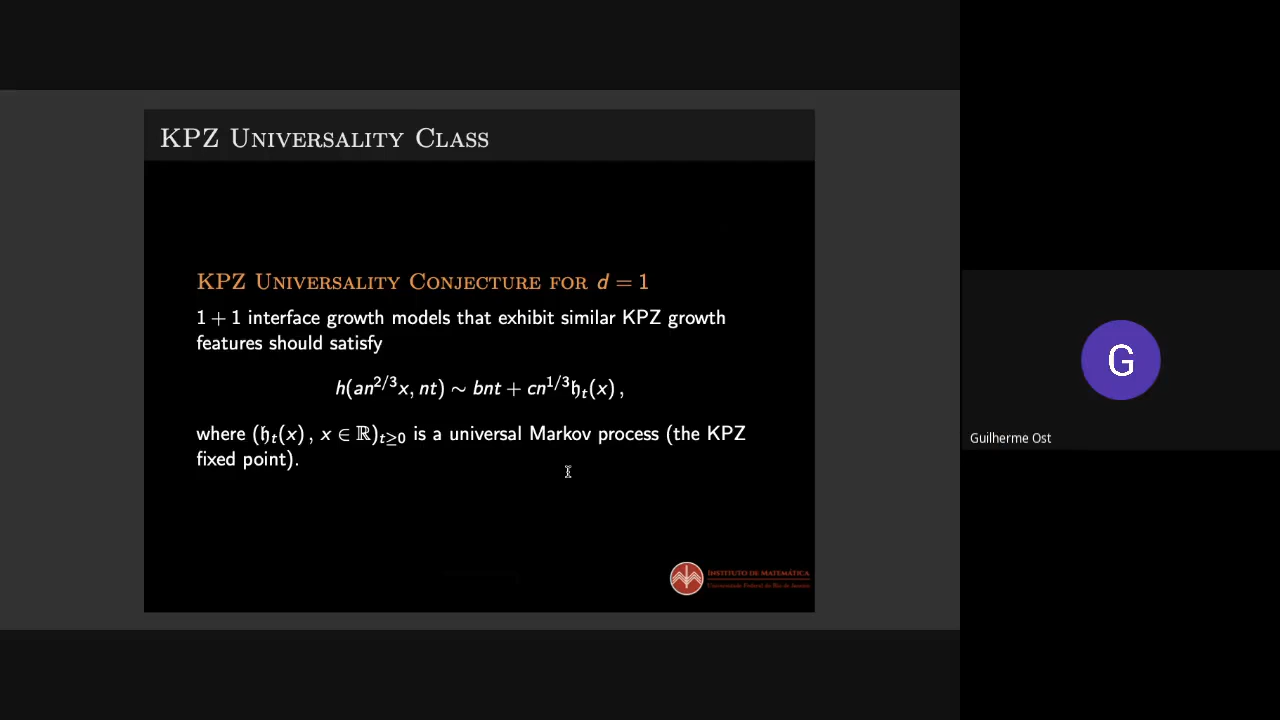 KPZ Universality Class
KPZ Universality Conjecture for d = 1
1 + 1 interface growth models that exhibit similar KPZ growth
features should satisfy
h(an^{2/3}x, nt) ∼ bnt + cn^{1/3}𝔥_t(x) ,
where (𝔥_t(x) , x ∈ ℝ)_{t≥0} is a universal Markov process (the KPZ
fixed point).
Instituto de Matemática
Universidade Federal do Rio de Janeiro
G
Guilherme Ost